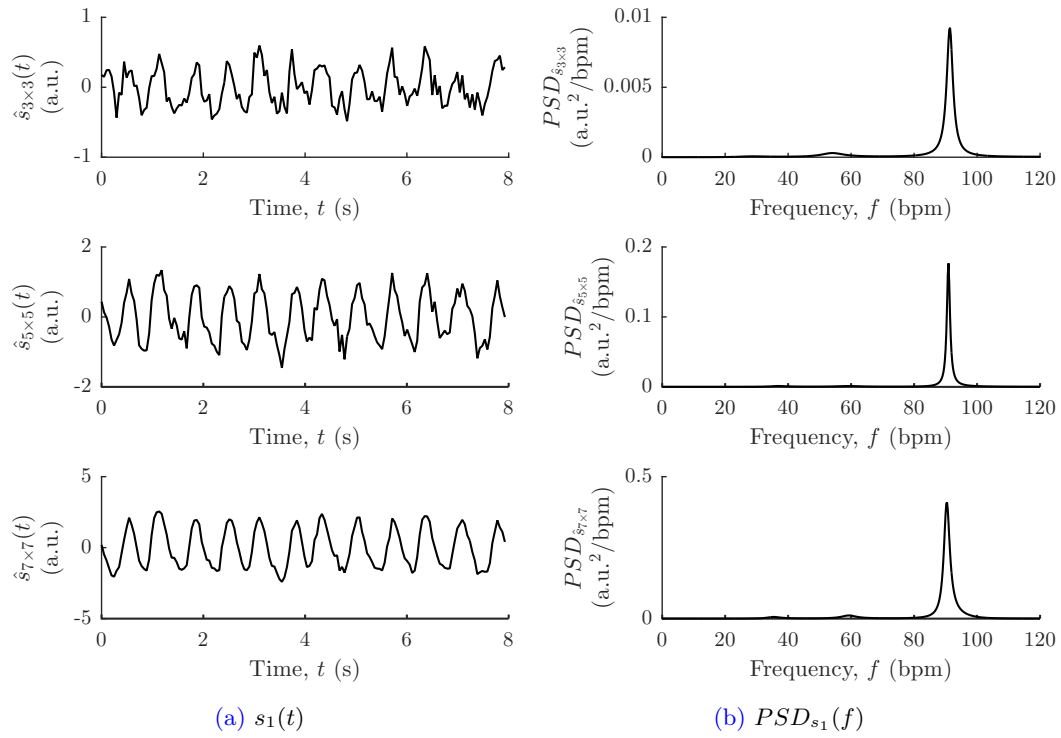 1
0
-1
ŝ3×3(t)
(a.u.)
0 2 4 6 8
Time, t (s)
0.01
0.005
0
PSDŝ3×3
(a.u.²/bpm)
0 20 40 60 80 100 120
Frequency, f (bpm)
2
0
-2
ŝ5×5(t)
(a.u.)
0 2 4 6 8
Time, t (s)
0.2
0.1
0
PSDŝ5×5
(a.u.²/bpm)
0 20 40 60 80 100 120
Frequency, f (bpm)
5
0
-5
ŝ7×7(t)
(a.u.)
0 2 4 6 8
Time, t (s)
0.5
0
PSDŝ7×7
(a.u.²/bpm)
0 20 40 60 80 100 120
Frequency, f (bpm)
(a) s1(t)
(b) PSDs1(f)